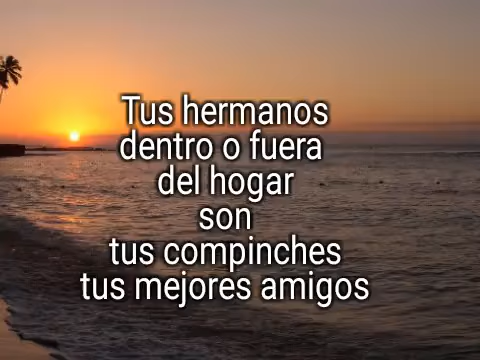 Tus hermanos
dentro o fuera
del hogar
son
tus compinches
tus mejores amigos